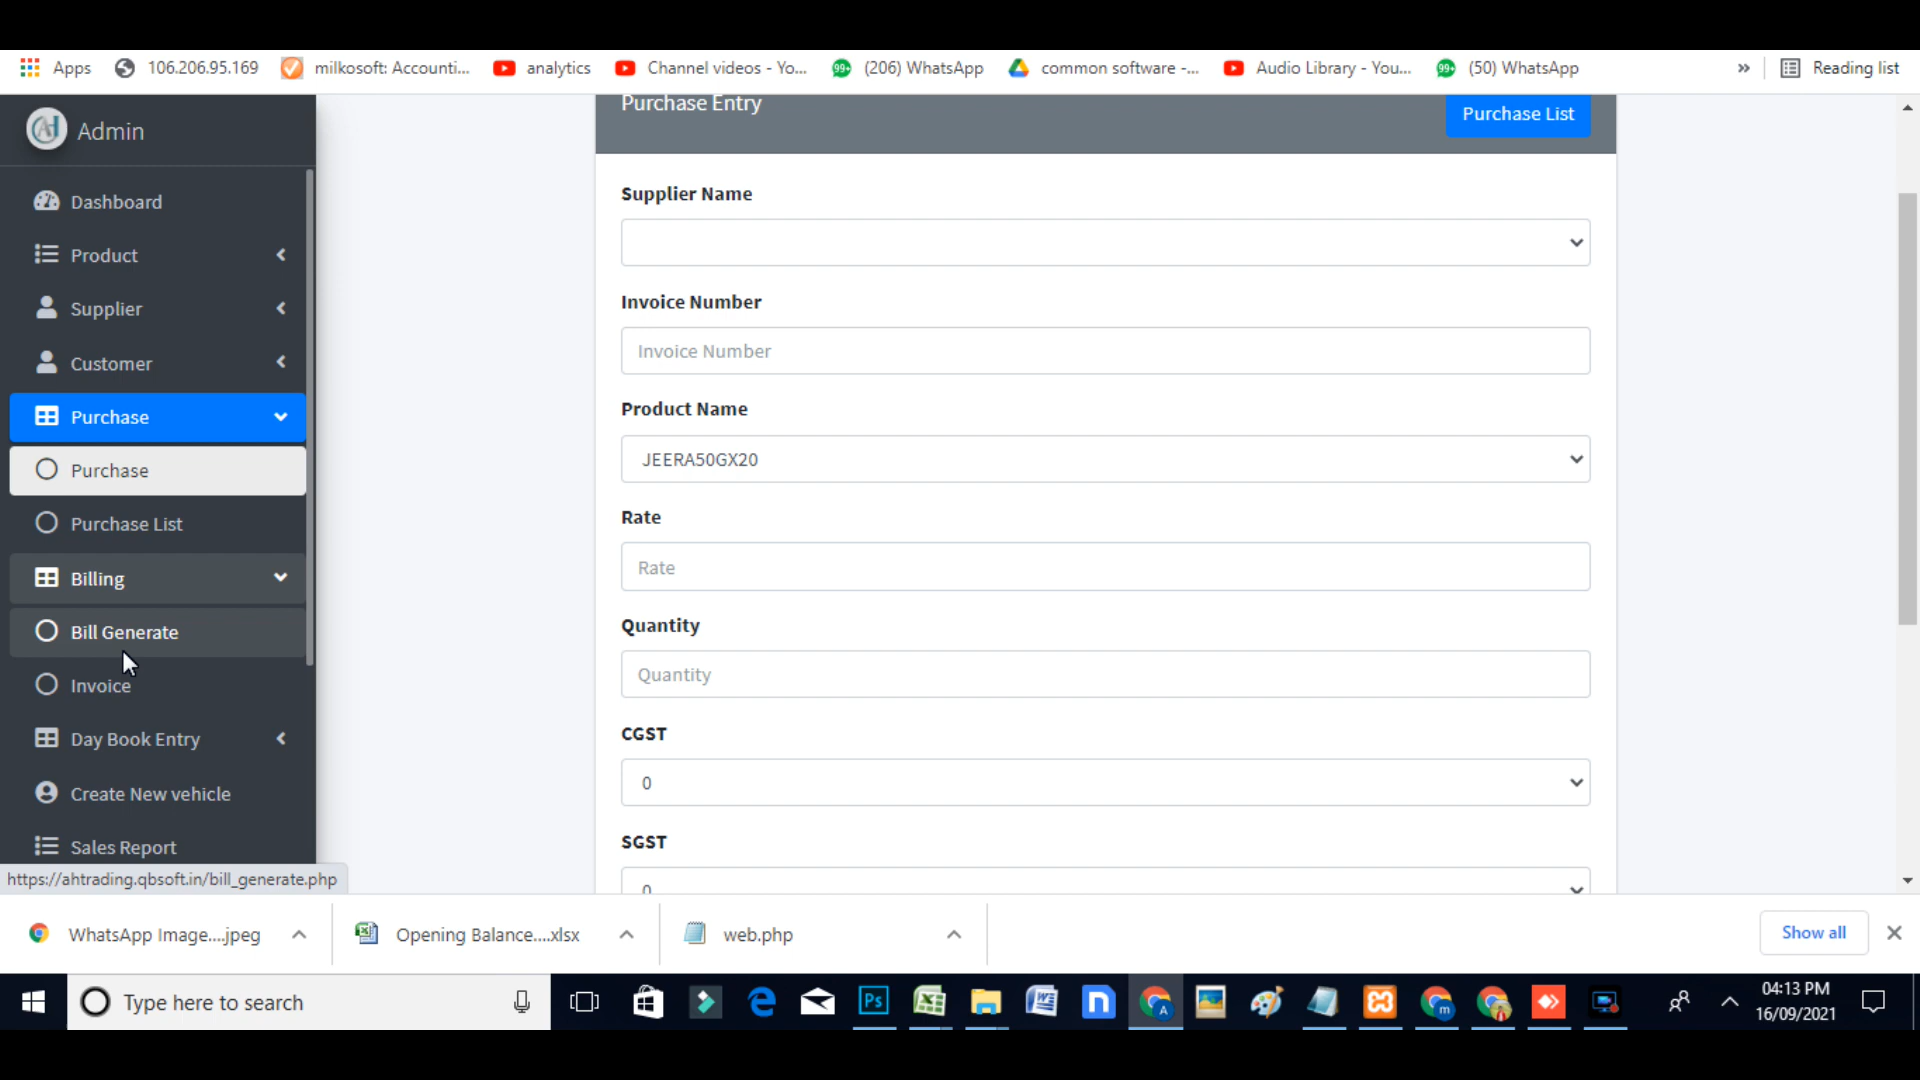 Apps 106.206.95.169 milkosoft: Accounti... analytics Channel videos - Yo... 99+ (206) WhatsApp common software -... Audio Library - You... 99+ (50) WhatsApp » Reading list
AH Admin
Dashboard
Product
Supplier
Customer
Purchase
Purchase
Purchase List
Billing
Bill Generate
Invoice
Day Book Entry
Create New vehicle
Sales Report
https://ahtrading.qbsoft.in/bill_generate.php
Purchase Entry
Purchase List
Supplier Name
Invoice Number
Invoice Number
Product Name
JEERA50GX20
Rate
Rate
Quantity
Quantity
CGST
0
SGST
0
WhatsApp Image....jpeg Opening Balance....xlsx web.php Show all
Type here to search
Ps
A
m
04:13 PM
16/09/2021